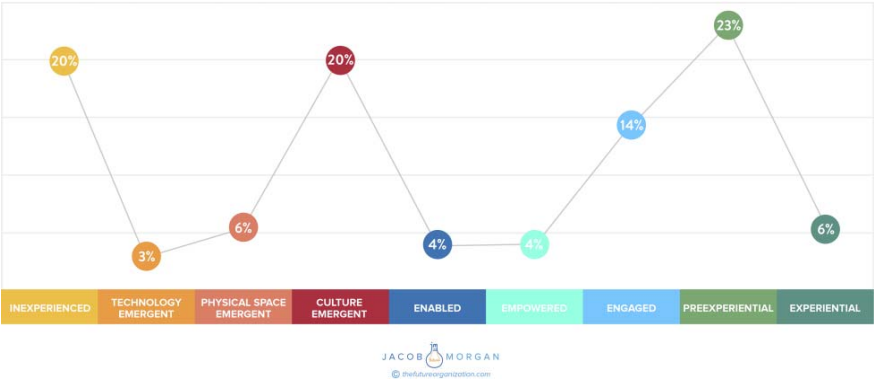 23%
20%
20%
14%
6%
6%
4%
4%
3%
INEXPERIENCED
TECHNOLOGY
EMERGENT
PHYSICAL SPACE
EMERGENT
CULTURE
EMERGENT
ENABLED
EMPOWERED
ENGAGED
PREEXPERIENTIAL
EXPERIENTIAL
JACOB MORGAN
© thefutureorganization.com